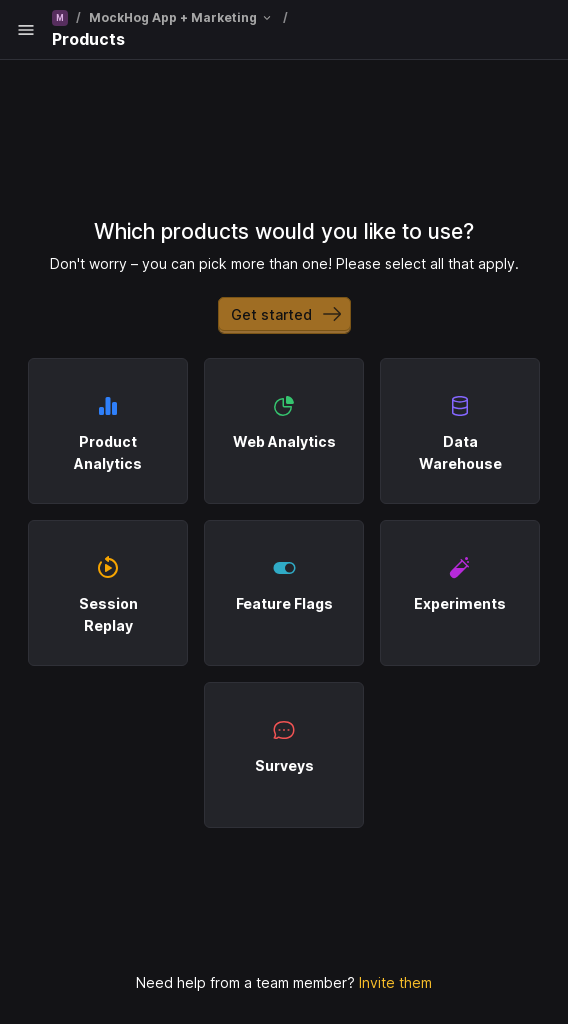 M / MockHog App + Marketing /
Products
Which products would you like to use?
Don't worry – you can pick more than one! Please select all that apply.
Get started
Product
Analytics
Web Analytics
Data
Warehouse
Session
Replay
Feature Flags
Experiments
Surveys
Need help from a team member? Invite them